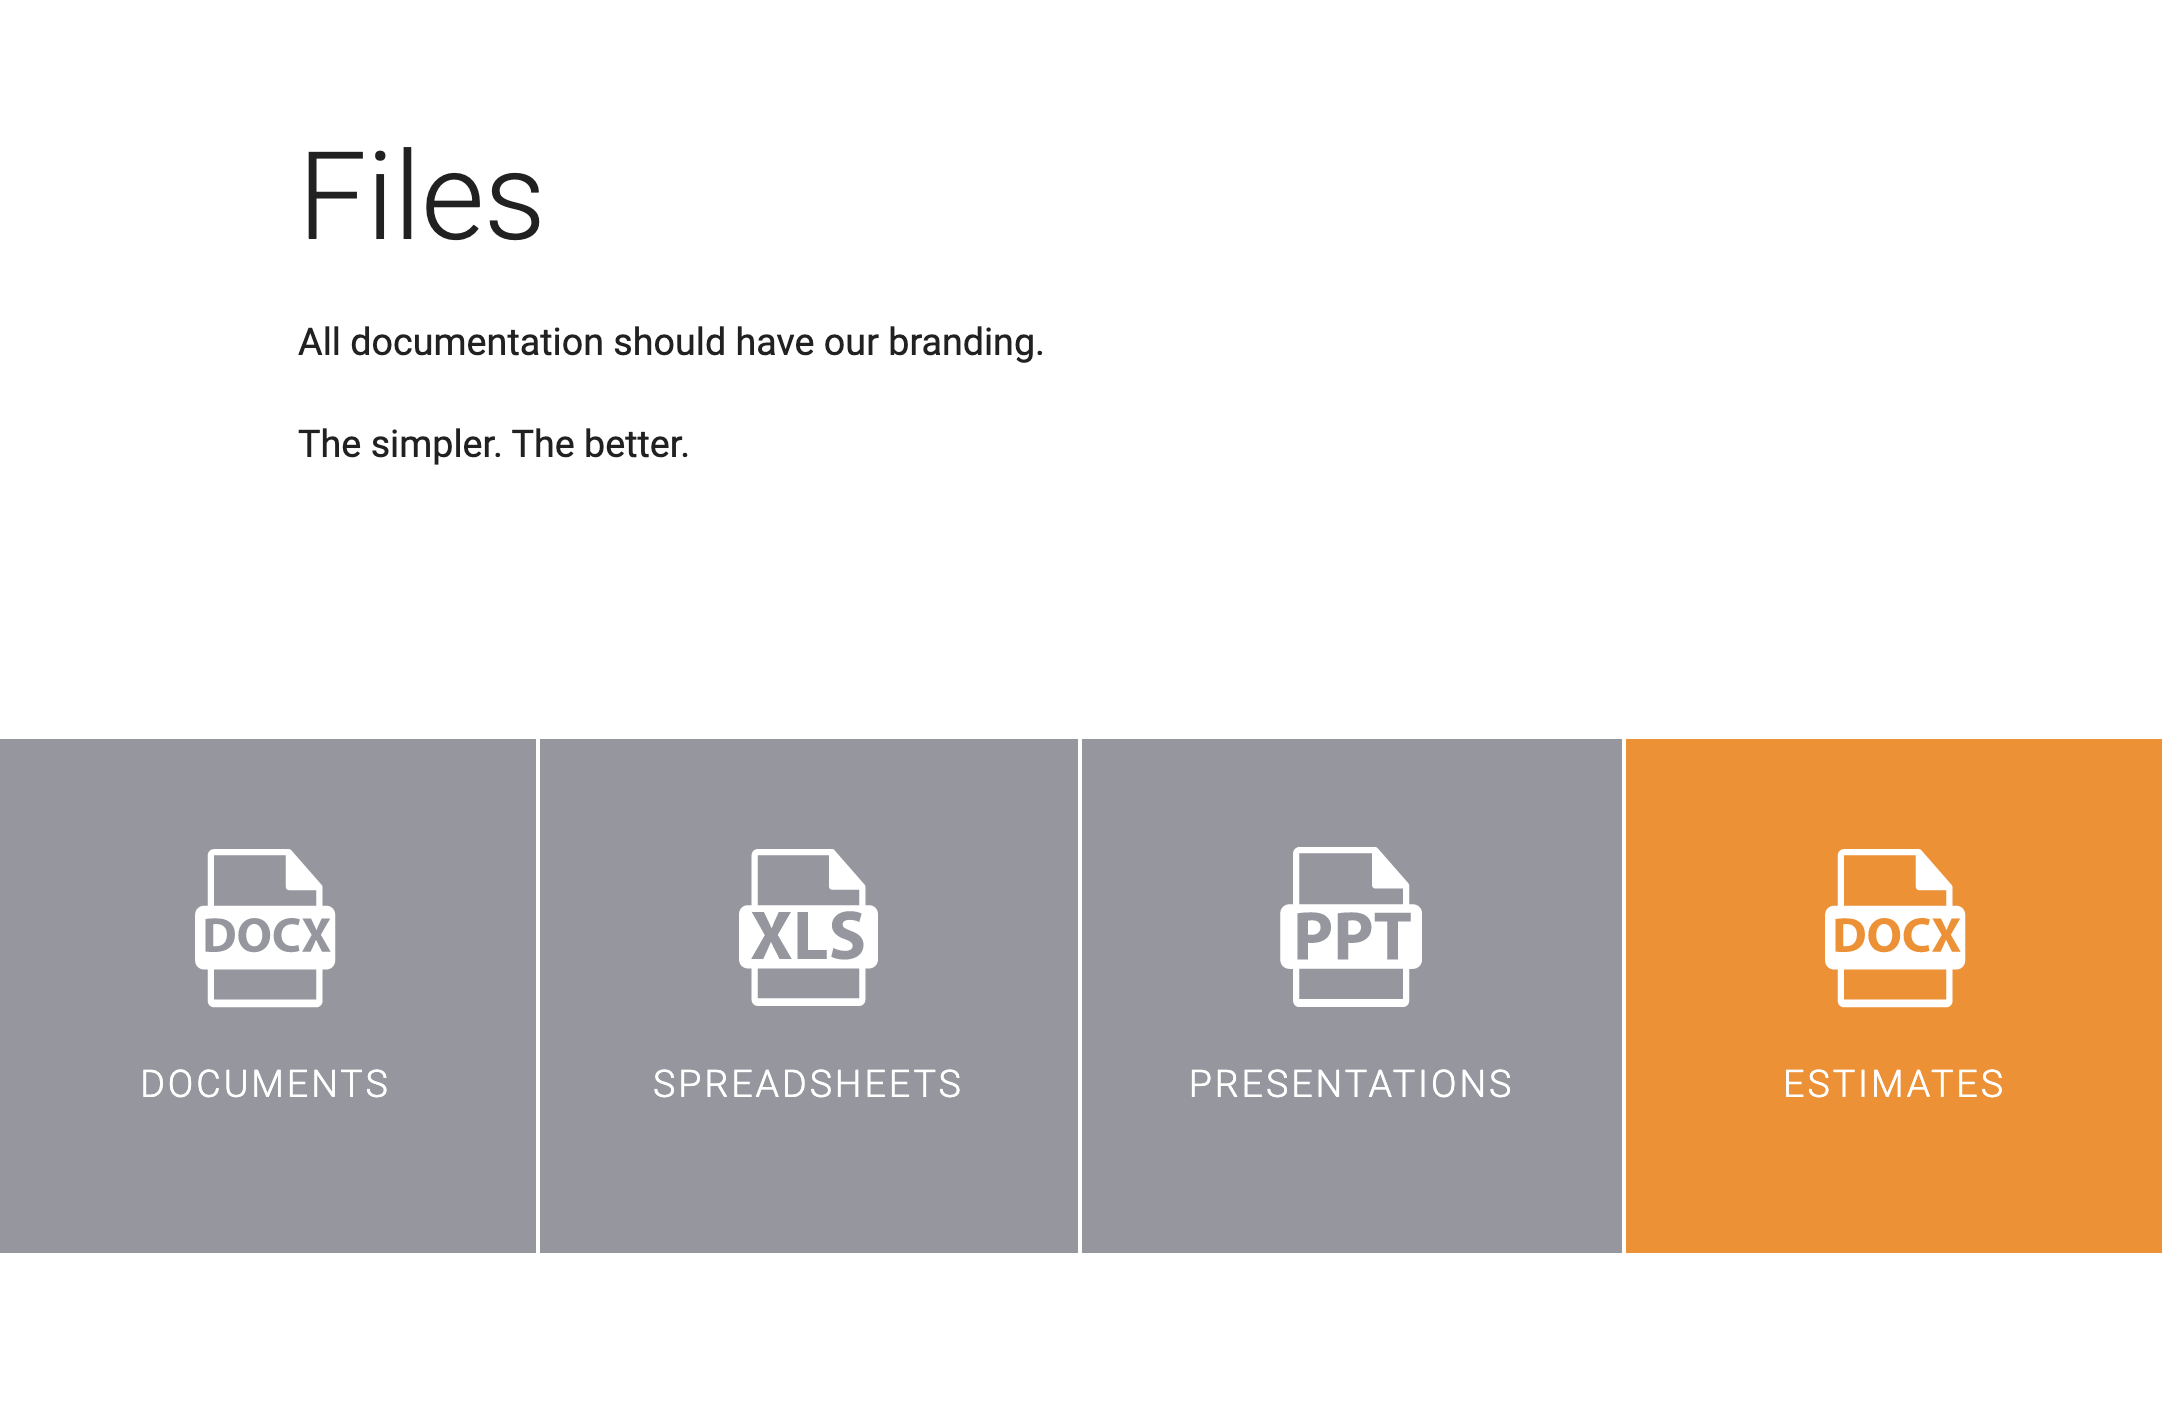 Files
All documentation should have our branding.
The simpler. The better.
DOCX
XLS
PPT
DOCX
DOCUMENTS
SPREADSHEETS
PRESENTATIONS
ESTIMATES